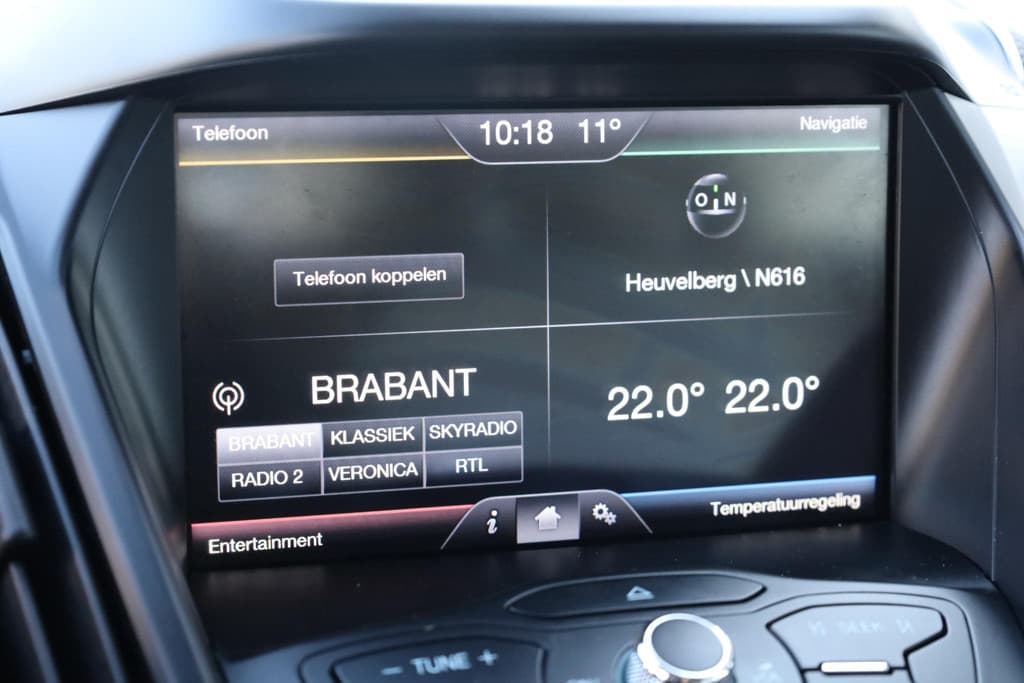 Telefoon
10:18 11°
Navigatie
O N
Telefoon koppelen
Heuvelberg \ N616
BRABANT
22.0° 22.0°
BRABANT KLASSIEK SKYRADIO
RADIO 2 VERONICA RTL
i
Entertainment
Temperatuurregeling
– TUNE +
SEEK